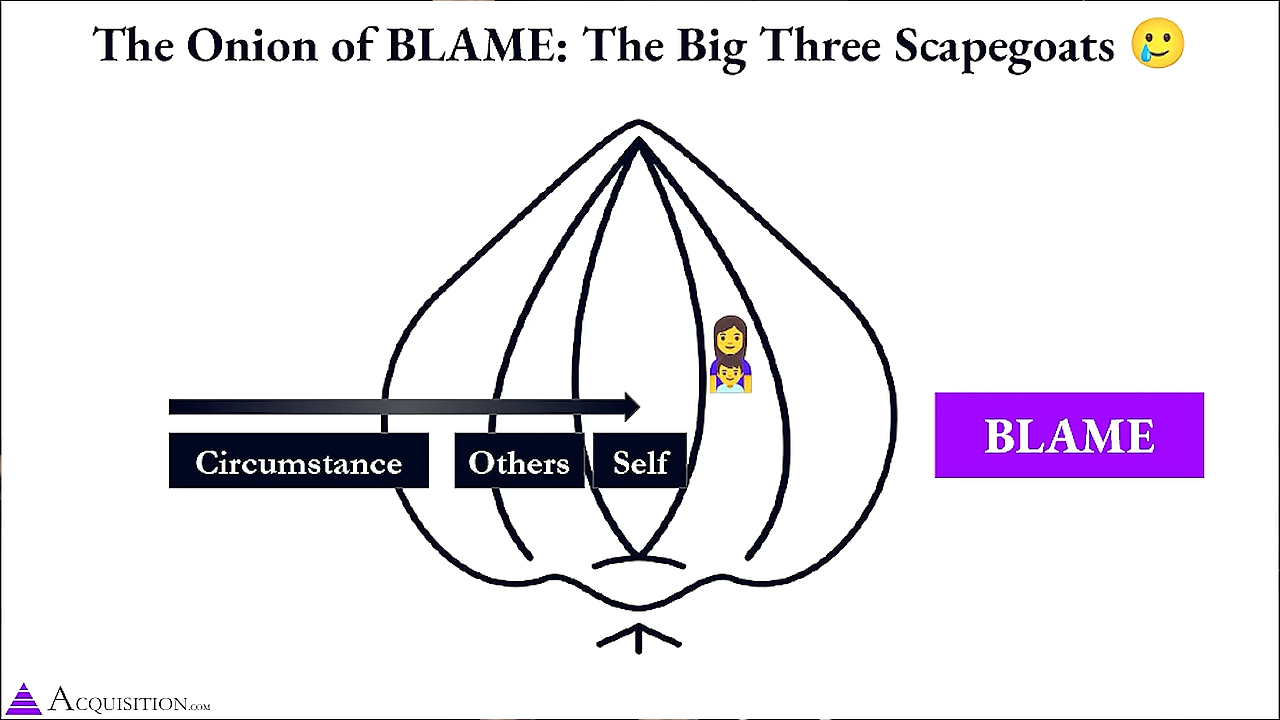 The Onion of BLAME: The Big Three Scapegoats 🥲
Circumstance
Others
Self
BLAME
ACQUISITION.COM